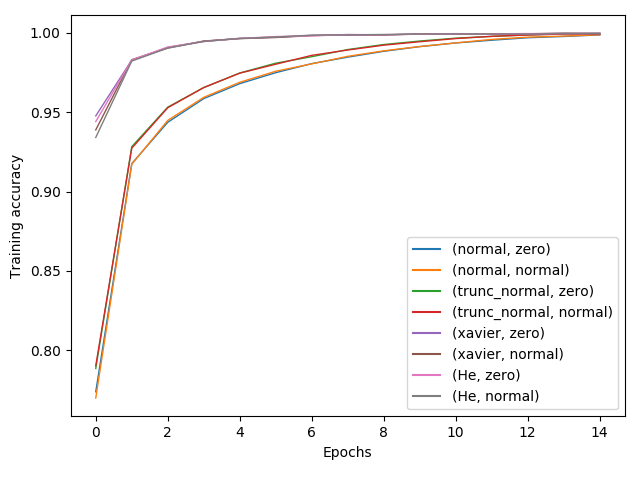 1.00
0.95
0.90
0.85
0.80
Training accuracy
(normal, zero)
(normal, normal)
(trunc_normal, zero)
(trunc_normal, normal)
(xavier, zero)
(xavier, normal)
(He, zero)
(He, normal)
0 2 4 6 8 10 12 14
Epochs